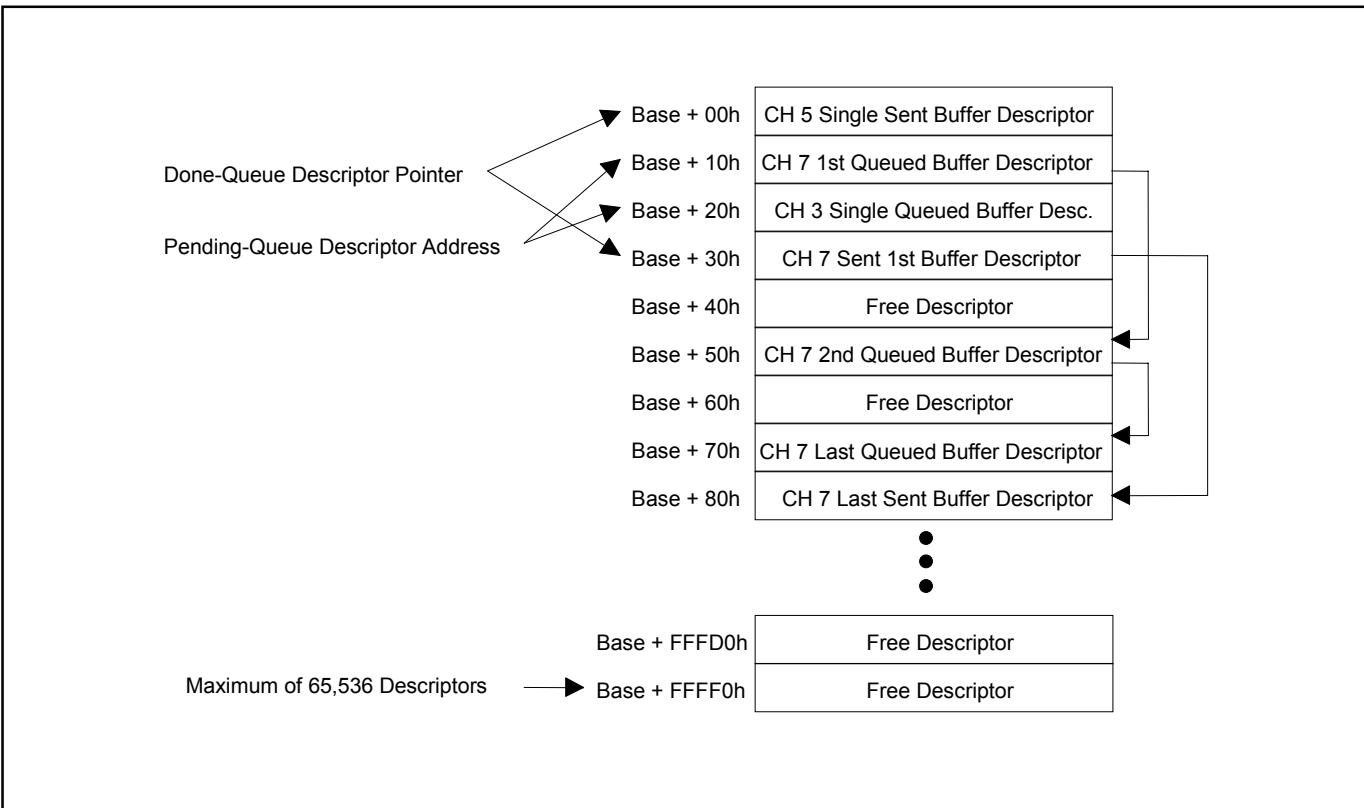 Base + 00h CH 5 Single Sent Buffer Descriptor
Done-Queue Descriptor Pointer
Base + 10h CH 7 1st Queued Buffer Descriptor
Base + 20h CH 3 Single Queued Buffer Desc.
Pending-Queue Descriptor Address
Base + 30h CH 7 Sent 1st Buffer Descriptor
Base + 40h Free Descriptor
Base + 50h CH 7 2nd Queued Buffer Descriptor
Base + 60h Free Descriptor
Base + 70h CH 7 Last Queued Buffer Descriptor
Base + 80h CH 7 Last Sent Buffer Descriptor
Base + FFFD0h Free Descriptor
Maximum of 65,536 Descriptors
Base + FFFF0h Free Descriptor